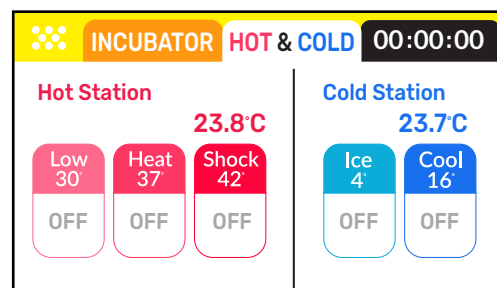 INCUBATOR HOT & COLD 00:00:00
Hot Station Cold Station
23.8°C 23.7°C
Low Heat Shock Ice Cool
30° 37° 42° 4° 16°
OFF OFF OFF OFF OFF